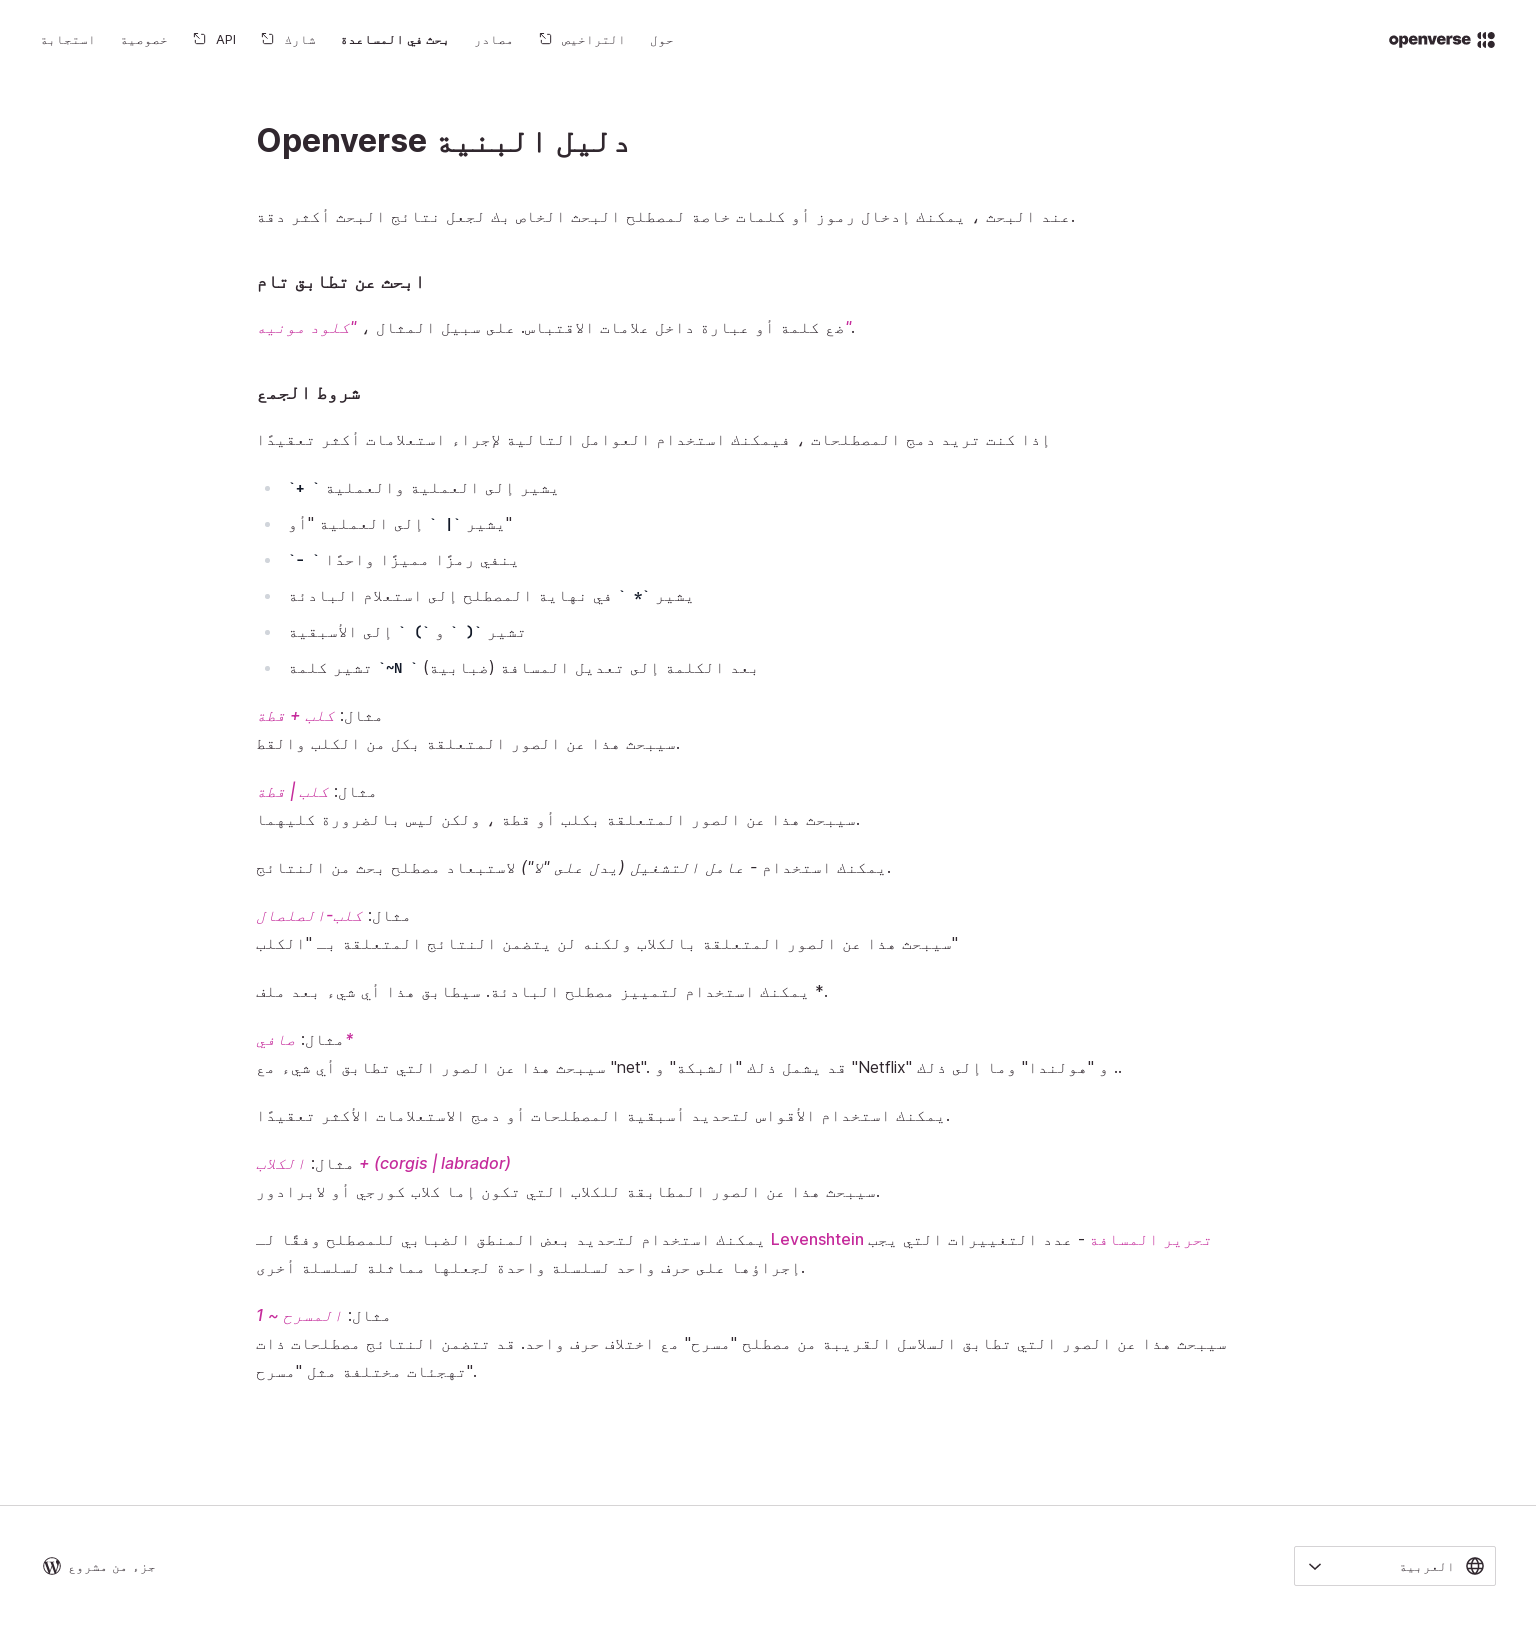 openverse
حول
التراخيص
مصادر
بحث في المساعدة
شارك
API
خصوصية
استجابة
Openverse دليل البنية
عند البحث ، يمكنك إدخال رموز أو كلمات خاصة لمصطلح البحث الخاص بك لجعل نتائج البحث أكثر دقة.
ابحث عن تطابق تام
ضع كلمة أو عبارة داخل علامات الاقتباس. على سبيل المثال ، "كلود مونيه".
شروط الجمع
إذا كنت تريد دمج المصطلحات ، فيمكنك استخدام العوامل التالية لإجراء استعلامات أكثر تعقيدًا
`+ ` يشير إلى العملية والعملية
يشير `| ` إلى العملية "أو"
`- ` ينفي رمزًا مميزًا واحدًا
يشير `* ` في نهاية المصطلح إلى استعلام البادئة
تشير `( ` و `) ` إلى الأسبقية
تشير كلمة `~N ` بعد الكلمة إلى تعديل المسافة (ضبابية)
مثال: كلب + قطة
سيبحث هذا عن الصور المتعلقة بكل من الكلب والقط.
مثال: كلب | قطة
سيبحث هذا عن الصور المتعلقة بكلب أو قطة ، ولكن ليس بالضرورة كليهما.
يمكنك استخدام - عامل التشغيل (يدل على "لا") لاستبعاد مصطلح بحث من النتائج.
مثال: كلب-الصلصال
سيبحث هذا عن الصور المتعلقة بالكلاب ولكنه لن يتضمن النتائج المتعلقة بـ "الكلب"
يمكنك استخدام لتمييز مصطلح البادئة. سيطابق هذا أي شيء بعد ملف *.
مثال: صافي*
سيبحث هذا عن الصور التي تطابق أي شيء مع "net". قد يشمل ذلك "الشبكة" و "Netflix" و "هولندا" وما إلى ذلك ..
يمكنك استخدام الأقواس لتحديد أسبقية المصطلحات أو دمج الاستعلامات الأكثر تعقيدًا.
مثال: الكلاب + (corgis | labrador)
سيبحث هذا عن الصور المطابقة للكلاب التي تكون إما كلاب كورجي أو لابرادور.
يمكنك استخدام لتحديد بعض المنطق الضبابي للمصطلح وفقًا لـ Levenshtein تحرير المسافة - عدد التغييرات التي يجب
إجراؤها على حرف واحد لسلسلة واحدة لجعلها مماثلة لسلسلة أخرى.
مثال: المسرح ~ 1
سيبحث هذا عن الصور التي تطابق السلاسل القريبة من مصطلح "مسرح" مع اختلاف حرف واحد. قد تتضمن النتائج مصطلحات ذات
تهجئات مختلفة مثل "مسرح".
العربية
جزء من مشروع